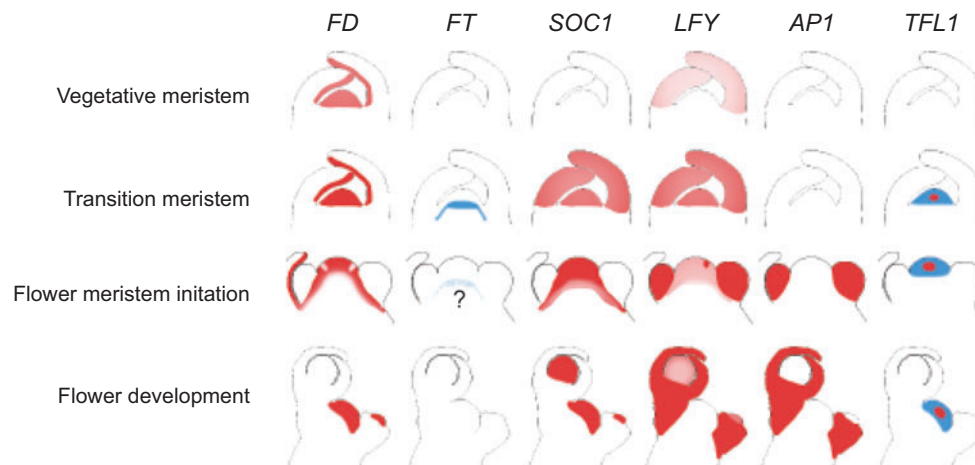 FD FT SOC1 LFY AP1 TFL1
Vegetative meristem
Transition meristem
Flower meristem initation
?
Flower development